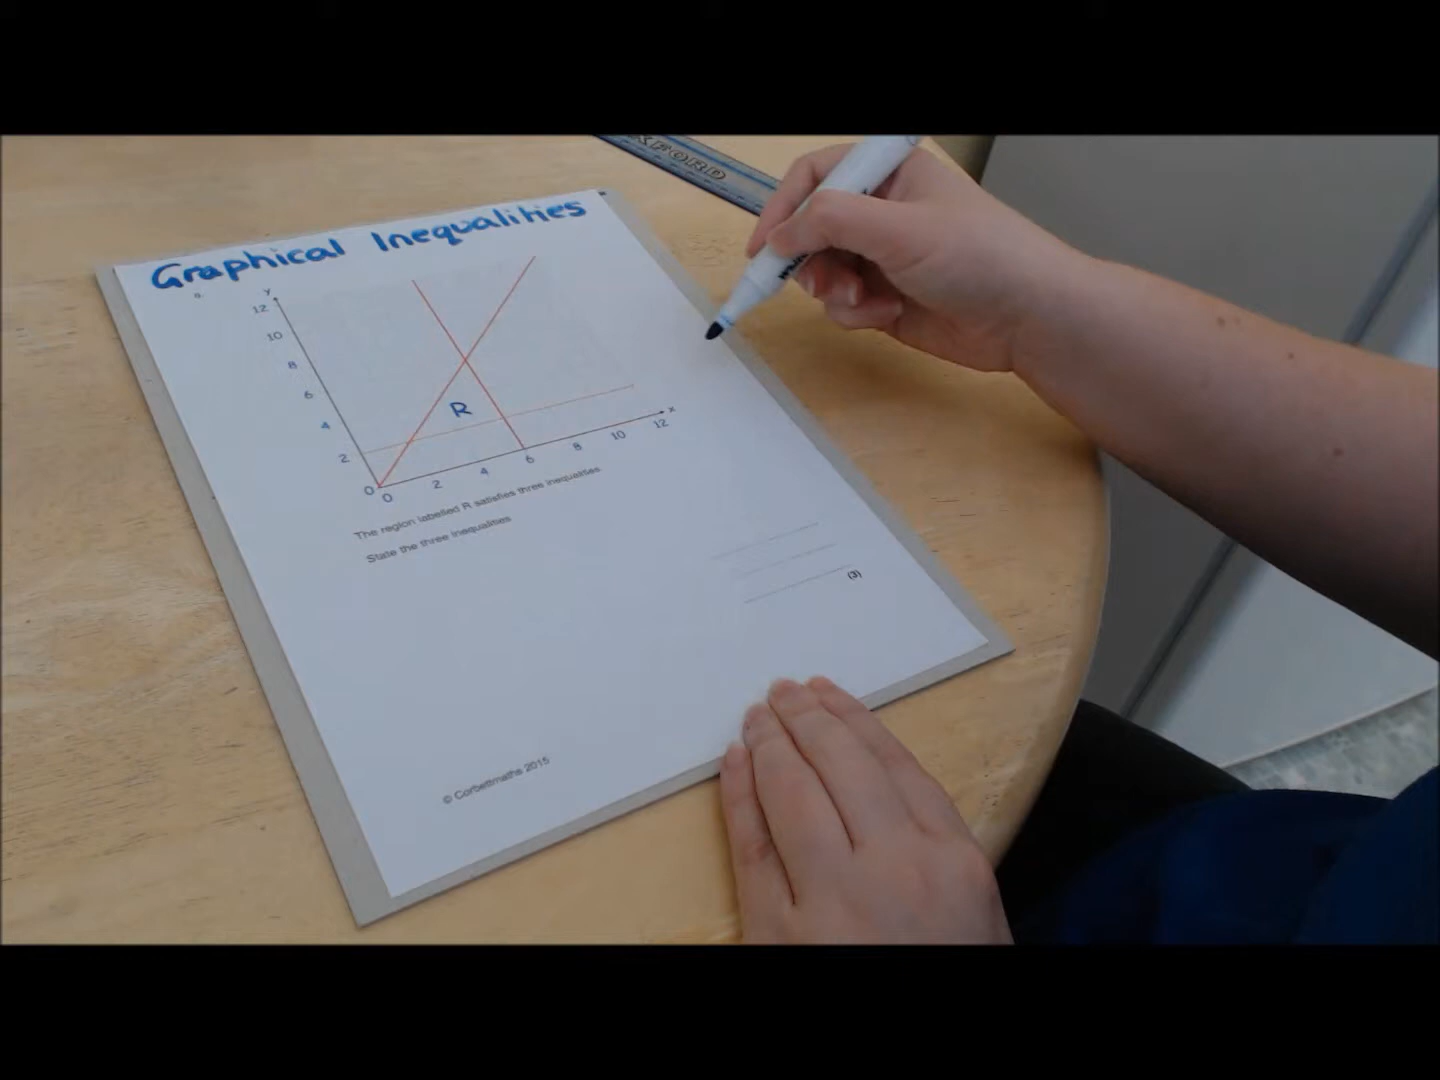 Graphical Inequalities
y
12
10
8
6
4
2
0
R
0 2 4 6 8 10 12 x
The region labelled R satisfies three inequalities
State the three inequalities
(3)
© Corbettmaths 2015